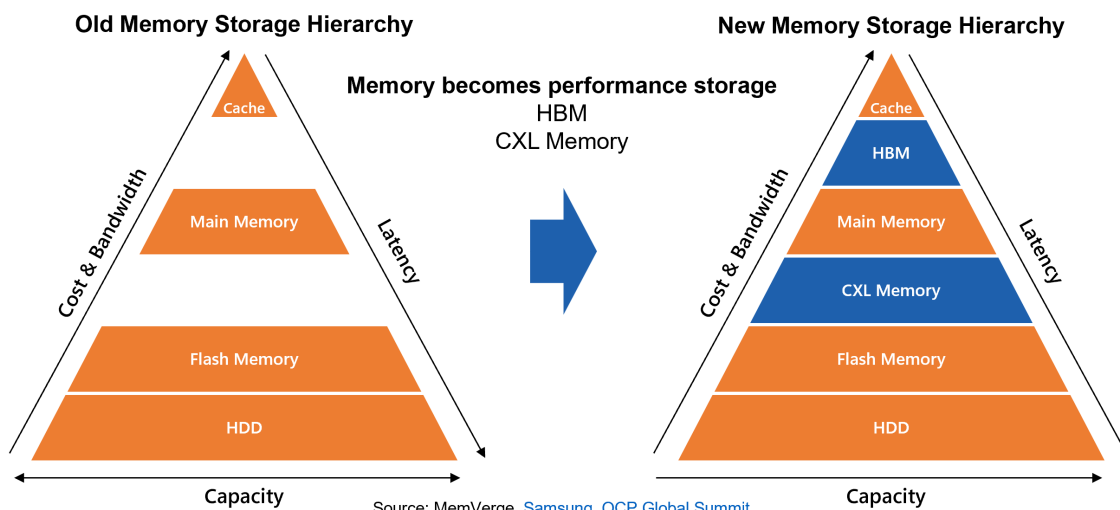 Old Memory Storage Hierarchy
Cache
Main Memory
Flash Memory
HDD
Cost & Bandwidth
Latency
Capacity
Memory becomes performance storage
HBM
CXL Memory
New Memory Storage Hierarchy
Cache
HBM
Main Memory
CXL Memory
Flash Memory
HDD
Cost & Bandwidth
Latency
Capacity
Source: MemVerge, Samsung, OCP Global Summit